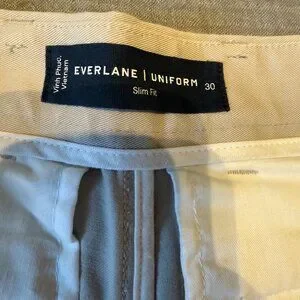 Vinh Phuc,
Vietnam
EVERLANE | UNIFORM
Slim Fit
30